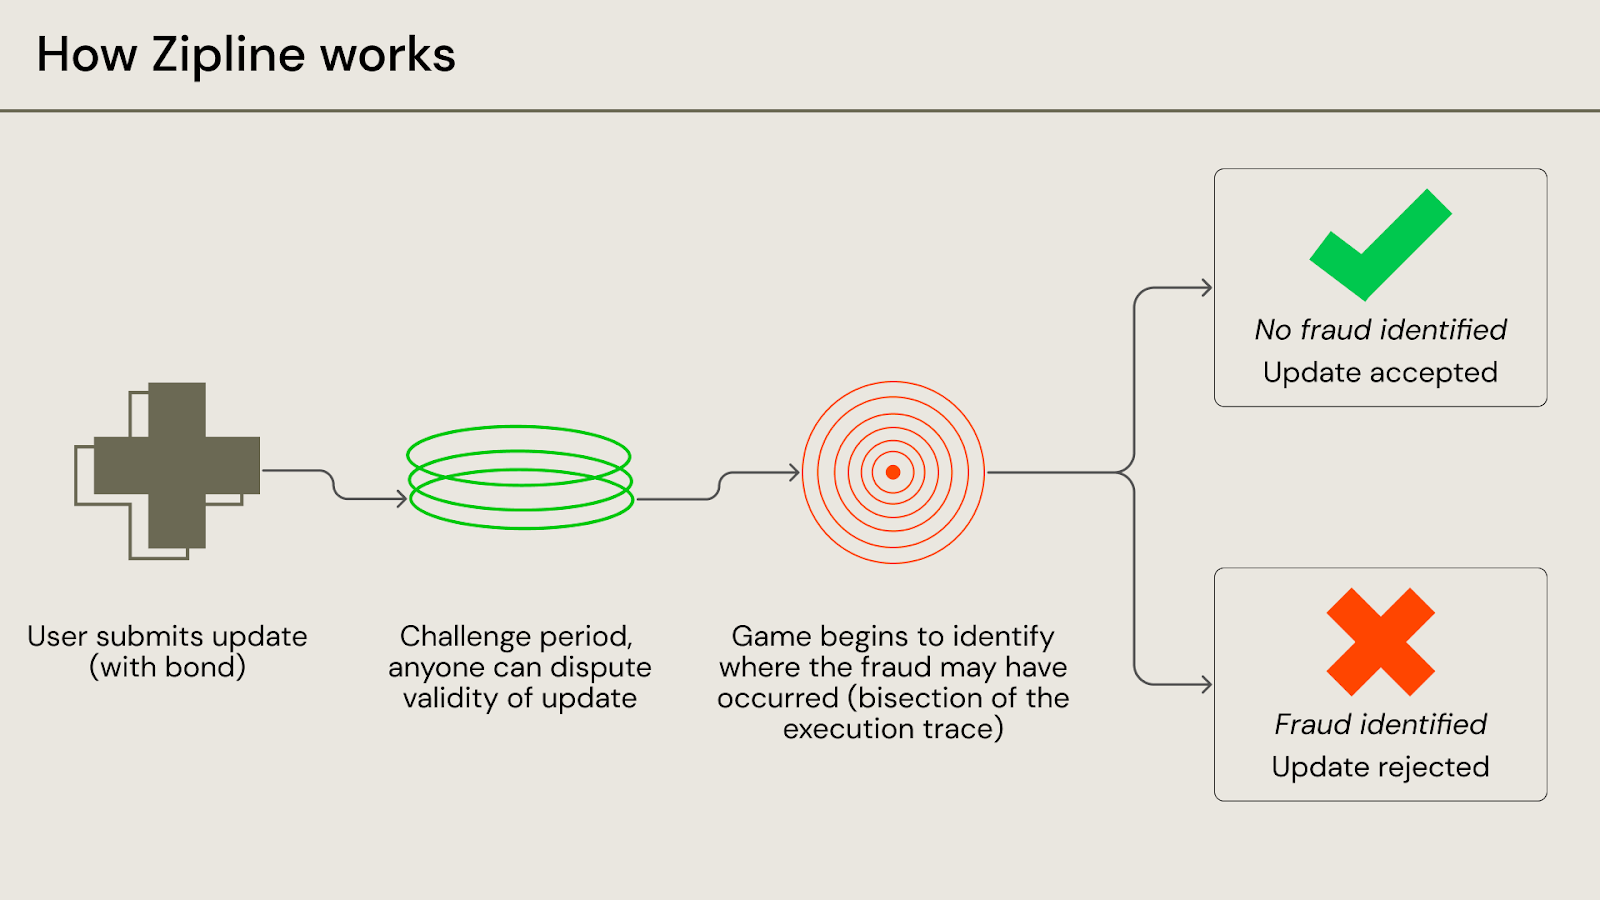 How Zipline works
User submits update
(with bond)
Challenge period,
anyone can dispute
validity of update
Game begins to identify
where the fraud may have
occurred (bisection of the
execution trace)
No fraud identified
Update accepted
Fraud identified
Update rejected